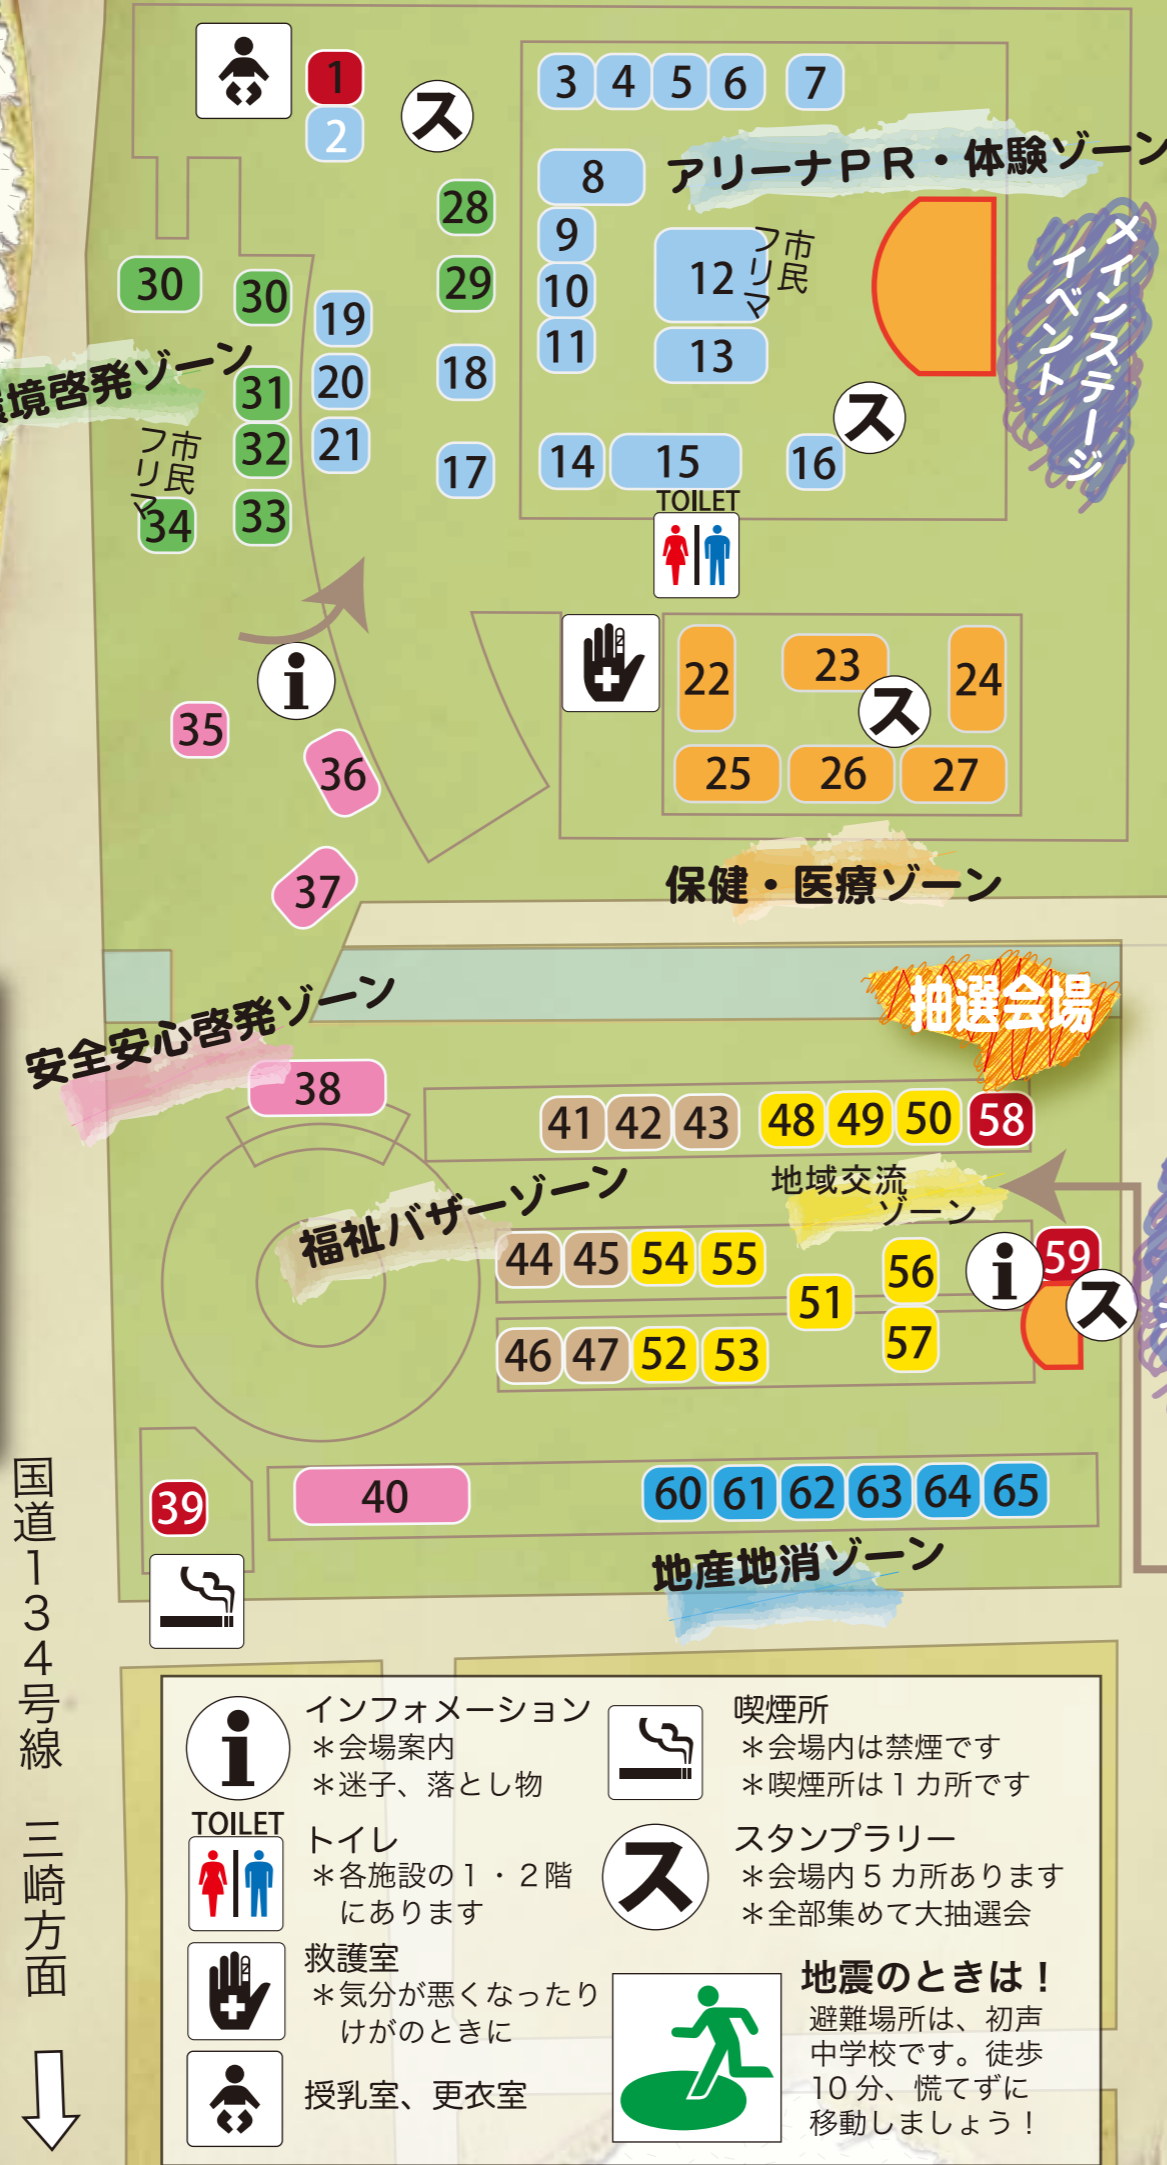 1
2
ス
3 4 5 6 7
アリーナPR・体験ゾーン
8
28
9
メインステージ
イベント
市民
フリマ
12
29
10
30
30
19
11
13
18
20
境啓発ゾーン
31
ス
32
21
市民
フリマ
17
14 15 16
TOILET
34
33
i
22
23
24
ス
35
36
25 26 27
37
保健・医療ゾーン
抽選会場
安全安心啓発ゾーン
38
41 42 43 48 49 50 58
地域交流
ゾーン
福祉バザーゾーン
44 45 54 55
56
i
59
ス
51
46 47 52 53
57
39
40
60 61 62 63 64 65
地産地消ゾーン
国道134号線 三崎方面
i
インフォメーション
＊会場案内
＊迷子、落とし物
TOILET
トイレ
＊各施設の1・2階
にあります
救護室
＊気分が悪くなったり
けがのときに
授乳室、更衣室
喫煙所
＊会場内は禁煙です
＊喫煙所は1カ所です
ス
スタンプラリー
＊会場内5カ所あります
＊全部集めて大抽選会
地震のときは！
避難場所は、初声
中学校です。徒歩
10分、慌てずに
移動しましょう！